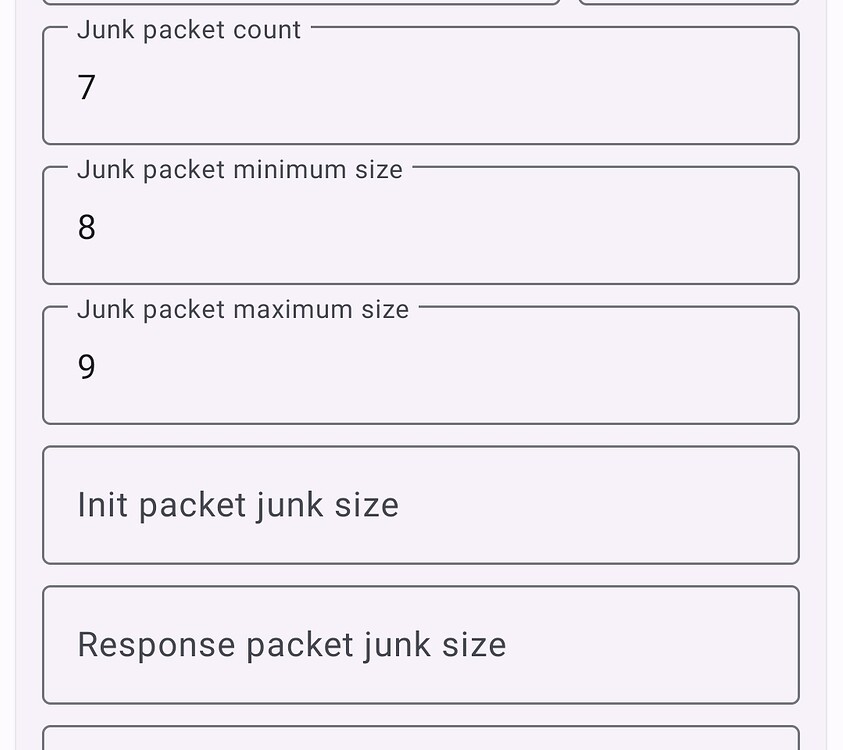 Junk packet count
7
Junk packet minimum size
8
Junk packet maximum size
9
Init packet junk size
Response packet junk size